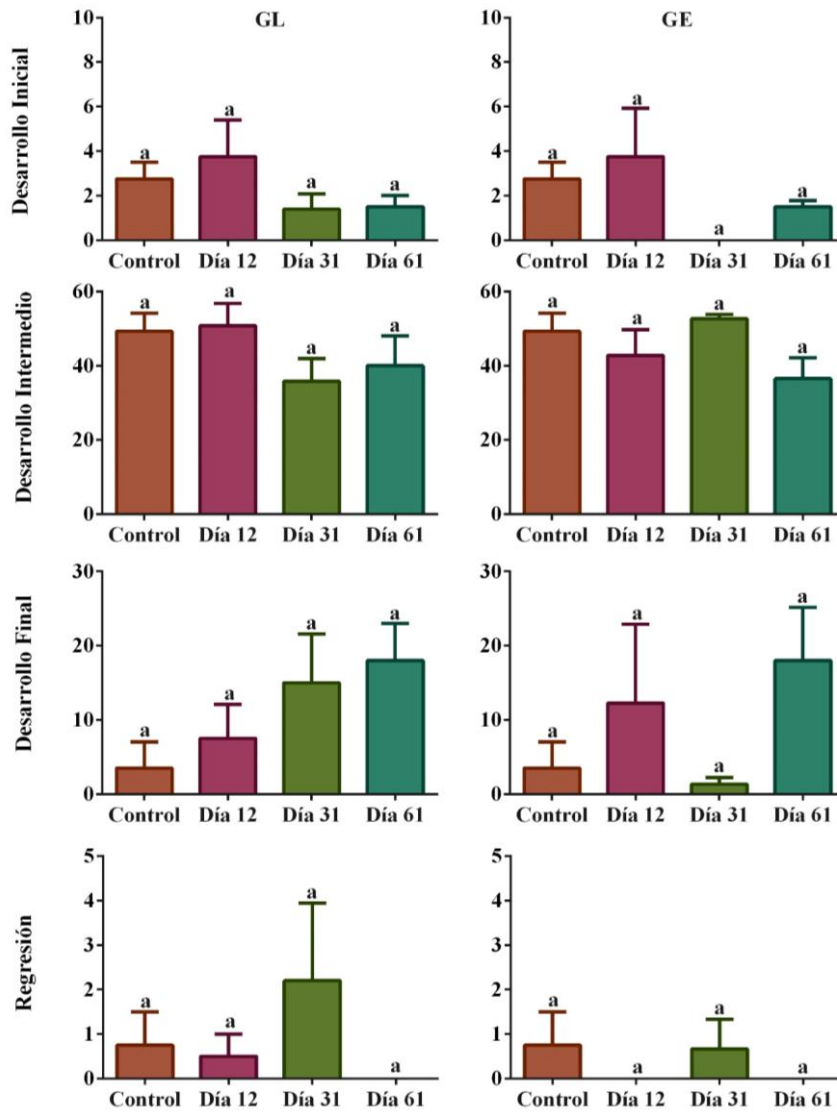 GL
GE
Desarrollo Inicial
10
8
6
4
2
0
a
a
a
a
Control Día 12 Día 31 Día 61
10
8
6
4
2
0
a
a
a
a
Control Día 12 Día 31 Día 61
Desarrollo Intermedio
60
40
20
0
a
a
a
a
Control Día 12 Día 31 Día 61
60
40
20
0
a
a
a
a
Control Día 12 Día 31 Día 61
Desarrollo Final
30
20
10
0
a
a
a
a
Control Día 12 Día 31 Día 61
30
20
10
0
a
a
a
a
Control Día 12 Día 31 Día 61
Regresión
5
4
3
2
1
0
a
a
a
a
Control Día 12 Día 31 Día 61
5
4
3
2
1
0
a
a
a
a
Control Día 12 Día 31 Día 61